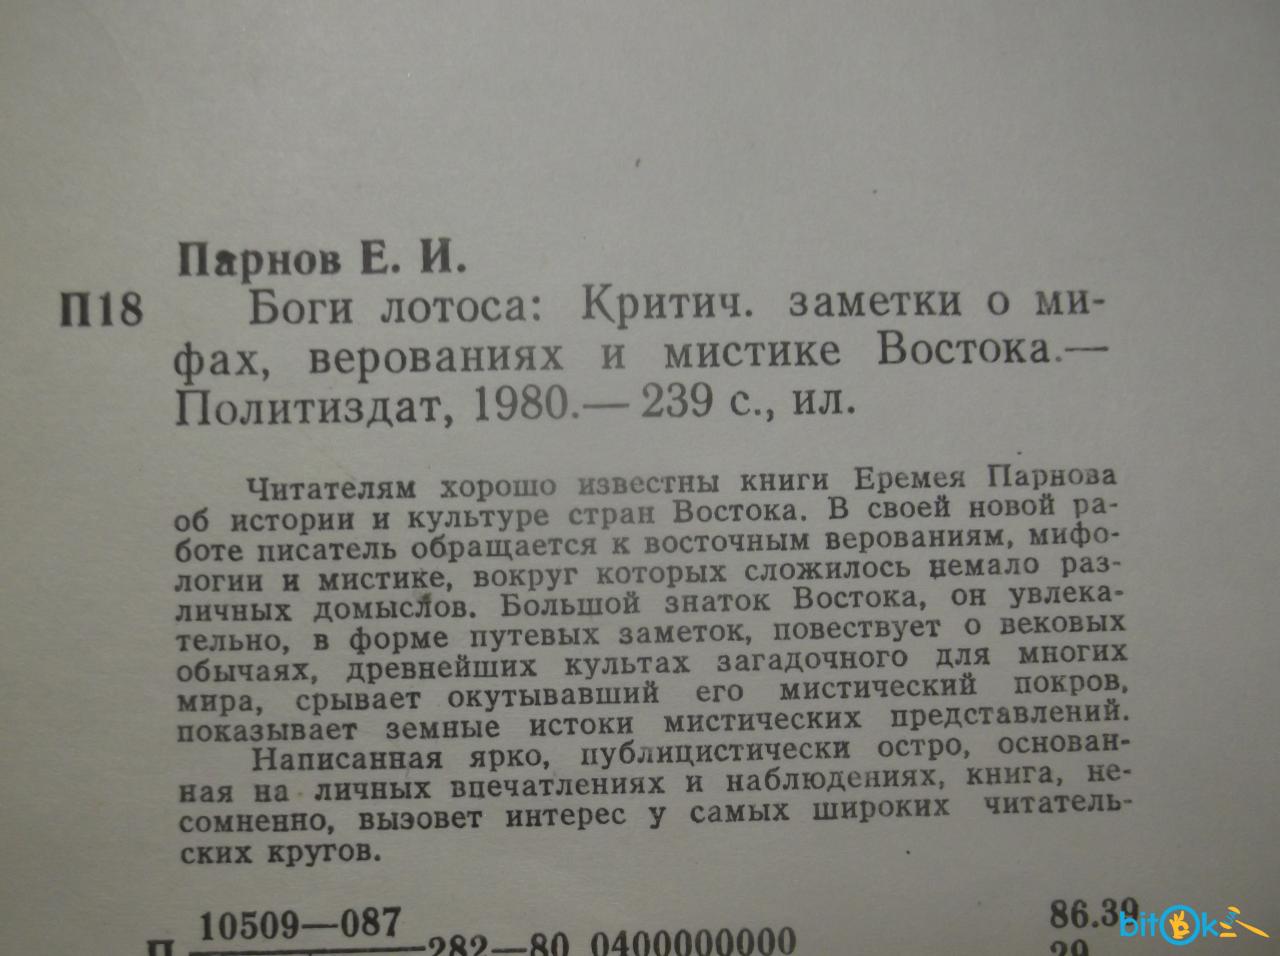 Парнов Е. И.
П18 Боги лотоса: Критич. заметки о ми-
фах, верованиях и мистике Востока.—
Политиздат, 1980.— 239 с., ил.
Читателям хорошо известны книги Еремея Парнова
об истории и культуре стран Востока. В своей новой ра-
боте писатель обращается к восточным верованиям, мифо-
логии и мистике, вокруг которых сложилось немало раз-
личных домыслов. Большой знаток Востока, он увлека-
тельно, в форме путевых заметок, повествует о вековых
обычаях, древнейших культах загадочного для многих
мира, срывает окутывавший его мистический покров,
показывает земные истоки мистических представлений.
Написанная ярко, публицистически остро, основан-
ная на личных впечатлениях и наблюдениях, книга, не-
сомненно, вызовет интерес у самых широких читатель-
ских кругов.
10509—087 86.39
П 282—80 0400000000 29
bitok